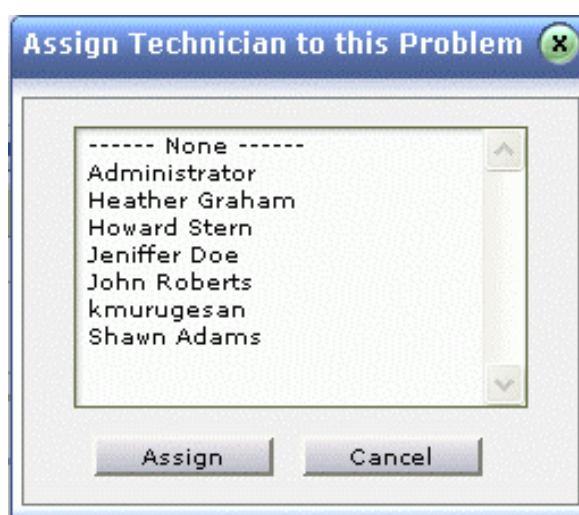 Assign Technician to this Problem
------ None ------
Administrator
Heather Graham
Howard Stern
Jeniffer Doe
John Roberts
kmurugesan
Shawn Adams
Assign
Cancel